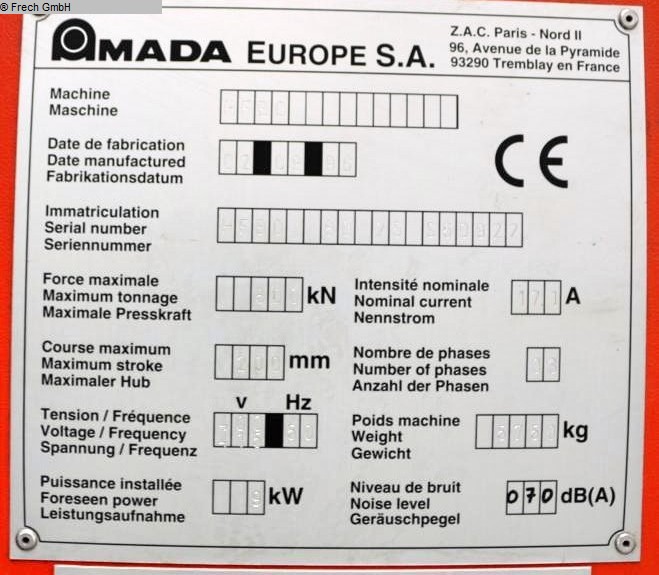 © Frech GmbH
AMADA EUROPE S.A.
Z.A.C. Paris - Nord II
96, Avenue de la Pyramide
93290 Tremblay en France
Machine
Maschine
Date de fabrication
Date manufactured
Fabrikationsdatum
CE
Immatriculation
Serial number
Seriennummer
Force maximale
Maximum tonnage kN
Maximale Presskraft
Intensité nominale
Nominal current 171 A
Nennstrom
Course maximum
Maximum stroke 200 mm
Maximaler Hub
Nombre de phases
Number of phases
Anzahl der Phasen
v Hz
Tension / Fréquence
Voltage / Frequency
Spannung / Frequenz
Poids machine
Weight kg
Gewicht
Puissance installée
Foreseen power kW
Leistungsaufnahme
Niveau de bruit
Noise level 070 dB(A)
Geräuschpegel